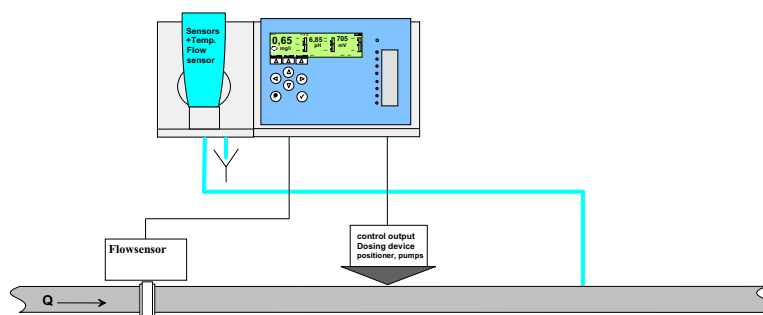 Sensors
+Temp.
Flow
sensor
0,65
mg/l
6,85
pH
705
mV
Flowsensor
control output
Dosing device
positioner, pumps
Q